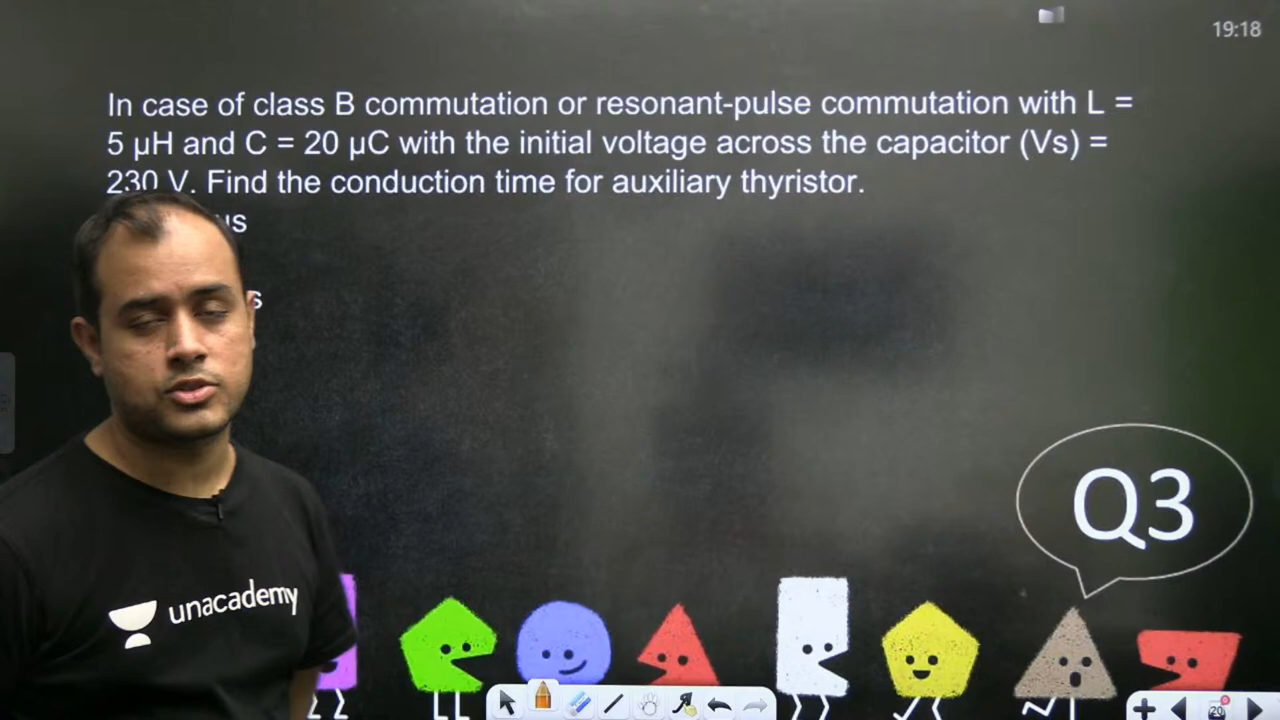 19:18
In case of class B commutation or resonant-pulse commutation with L =
5 µH and C = 20 µC with the initial voltage across the capacitor (Vs) =
230 V. Find the conduction time for auxiliary thyristor.
Q3
unacademy
20